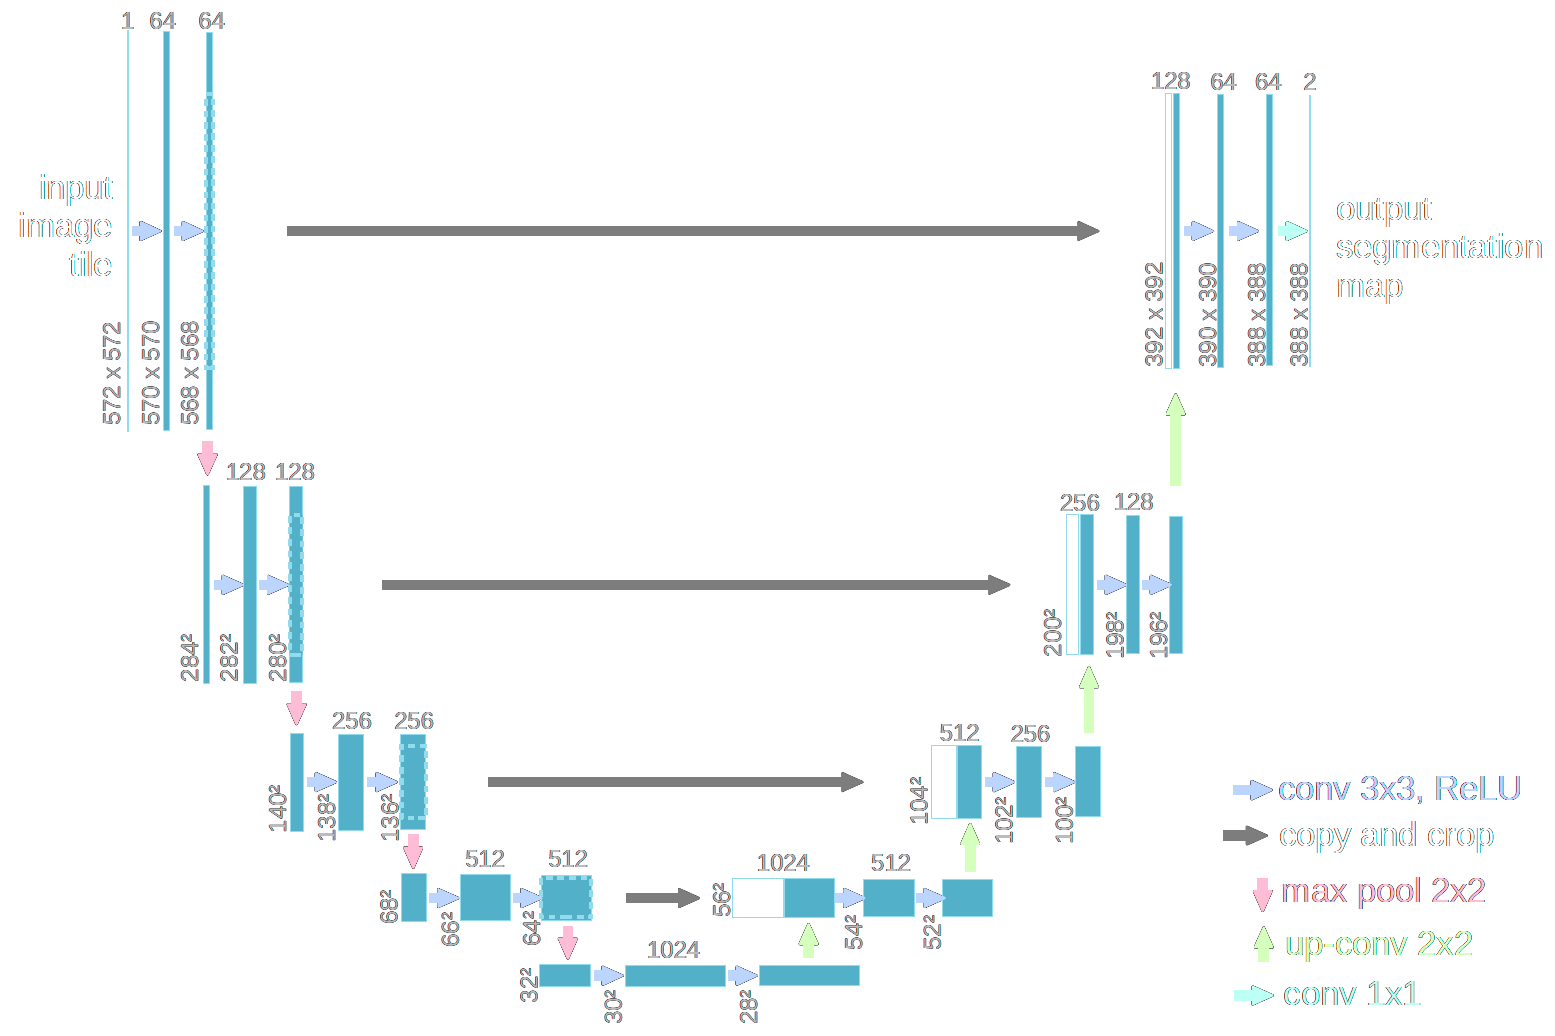 1 64 64
128 64 64 2
input
image
tile
output
segmentation
map
572 x 572
570 x 570
568 x 568
392 x 392
390 x 390
388 x 388
388 x 388
128 128
256 128
284²
282²
280²
200²
198²
196²
256 256
512 256
140²
138²
136²
104²
102²
100²
conv 3x3, ReLU
copy and crop
512 512
1024 512
68²
66²
64²
56²
54²
52²
max pool 2x2
up-conv 2x2
1024
32²
30²
28²
conv 1x1